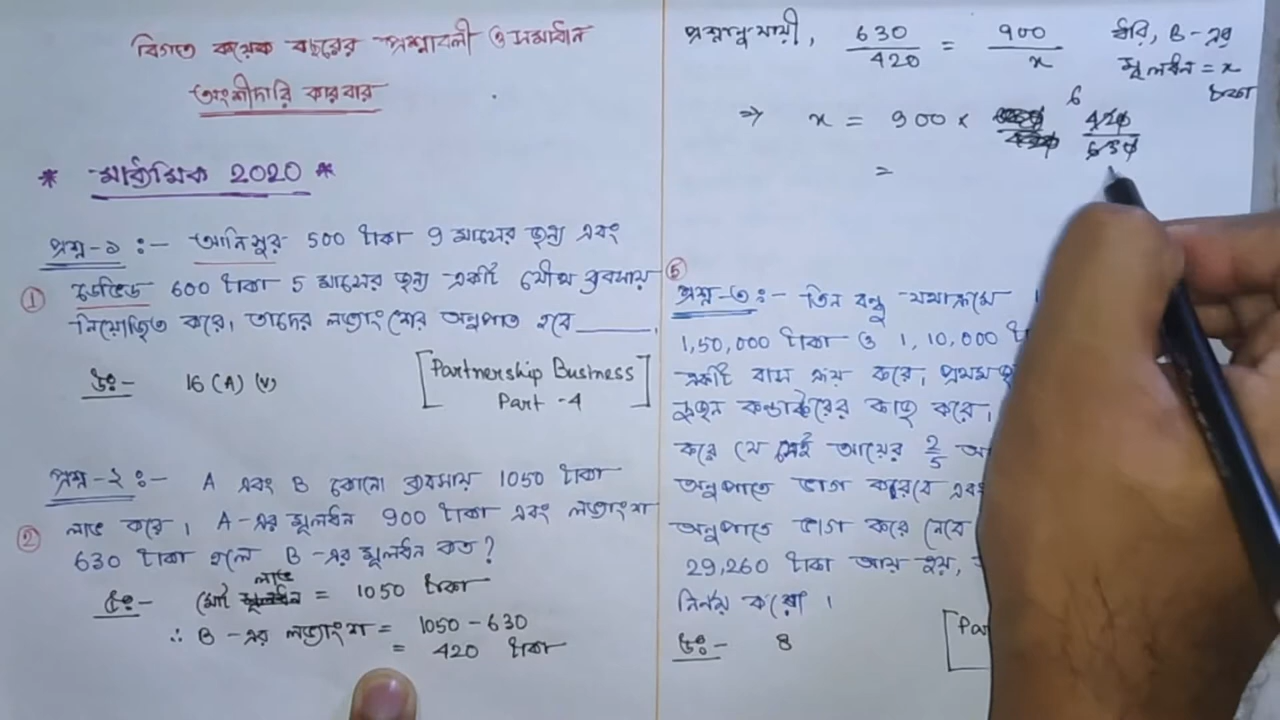 বিগত কয়েক বছরের প্রশ্নাবলী ও সমাধান
অংশীদারি কারবার
* মাধ্যমিক 2020 *
প্রশ্ন-১ :- আনিসুর 500 টাকা 9 মাসের জন্য এবং
① ডেভিড 600 টাকা 5 মাসের জন্য একটি যৌথ ব্যবসায়
নিয়োজিত করে। তাদের লভ্যাংশের অনুপাত হবে ______.
উঃ- 16 (A) (v)
[Partnership Business
Part -4]
প্রশ্ন-২ :- A এবং B কোনো ব্যবসায় 1050 টাকা
② লাভ করে। A-এর মূলধন 900 টাকা এবং লভ্যাংশ
630 টাকা হলে B-এর মূলধন কত?
উঃ- মোট লাভ = 1050 টাকা
∴ B-এর লভ্যাংশ = 1050 - 630
= 420 টাকা
প্রশ্নানুযায়ী, 630/420 = 900/x
ধরি, B-এর
মূলধন = x
টাকা
⇒ x = 900 × 420/630
6
=
⑤ প্রশ্ন-৩ :- তিন বন্ধু যথাক্রমে
1,50,000 টাকা ও 1,10,000
একটি বাস ক্রয় করে। প্রথম
দুজন কন্ডাক্টরের কাজ করে।
করে যে সেই আয়ের 2/5
অনুপাতে ভাগ করবে এবং
অনুপাতে ভাগ করে নেবে
29,260 টাকা আয় হয়,
নির্ণয় করো।
উঃ- 8